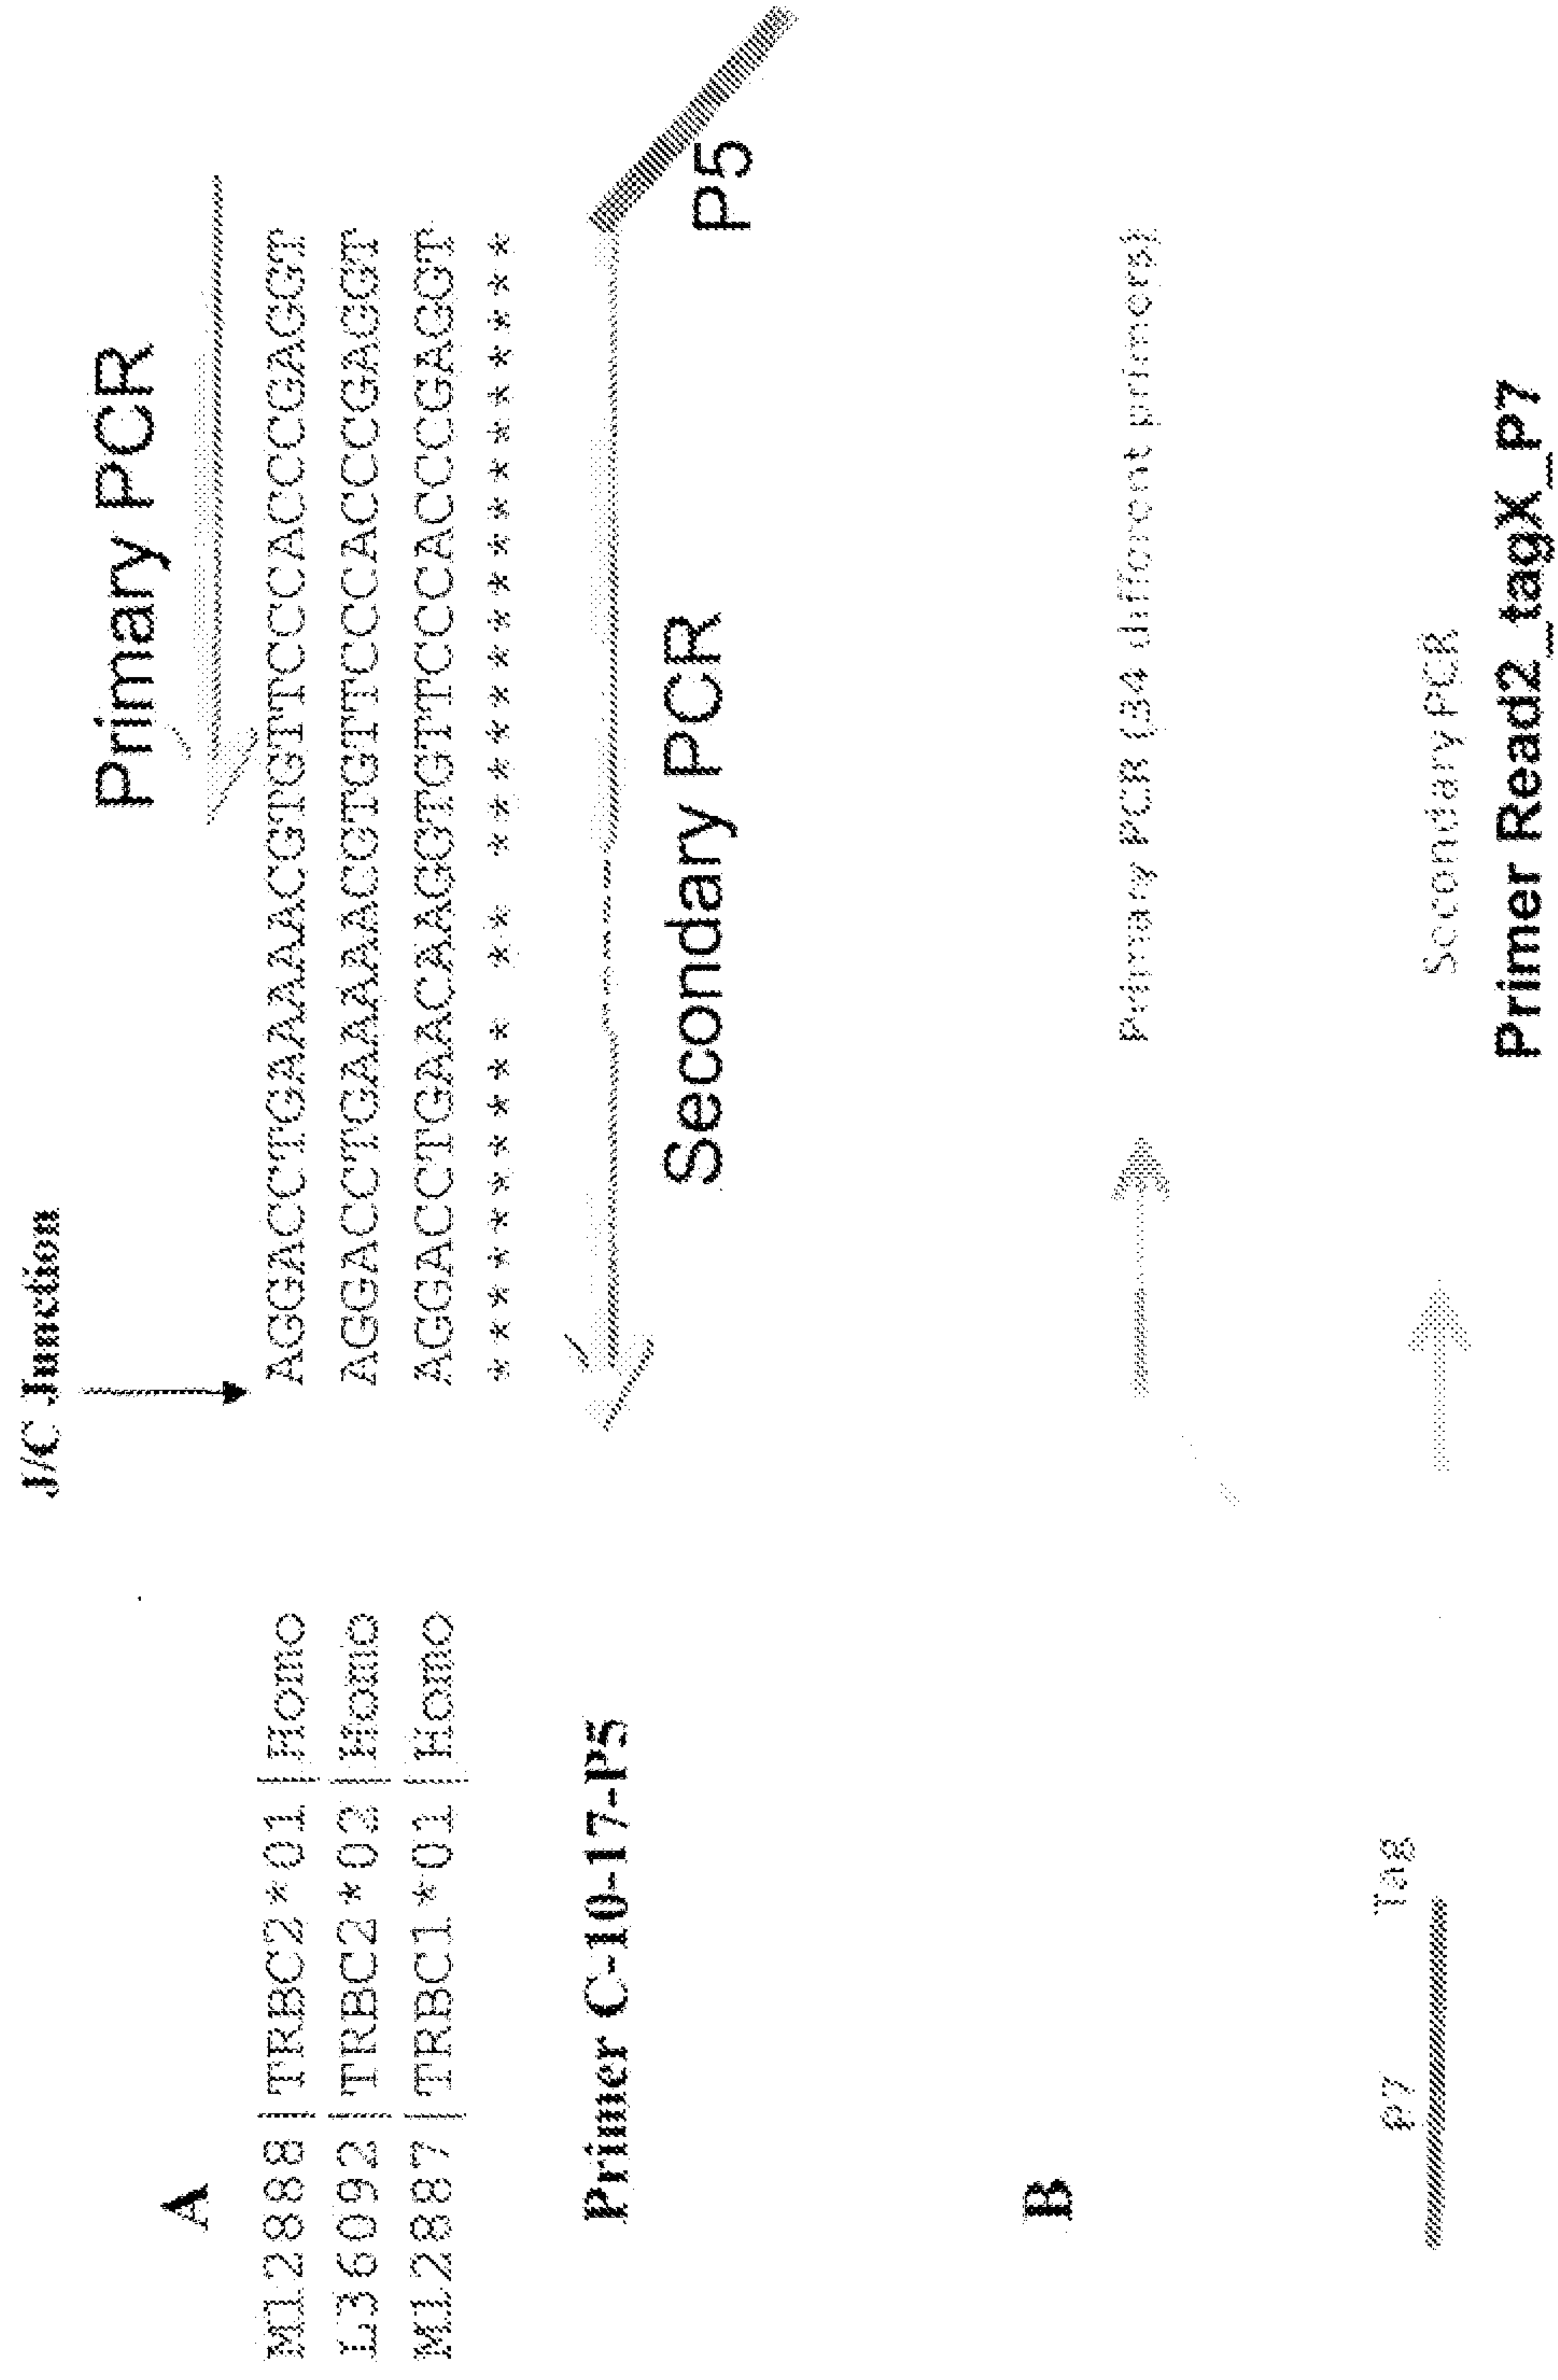 J/C Junction
Primary PCR
A
M12888|TRBC2*01|Homo AGGACCTGAAAAACGTGTTCCCACCCGAGGT
L36092|TRBC2*02|Homo AGGACCTGAAAAACGTGTTCCCACCCGAGGT
M12887|TRBC1*01|Homo AGGACCTGAACAAGGTGTTCCCACCCGAGGT
********** ** *****************
Primer C-10-17-P5
Secondary PCR
P5
B
Primary PCR (34 different primers)
P7 Tag
Secondary PCR
Primer Read2_tagX_P7